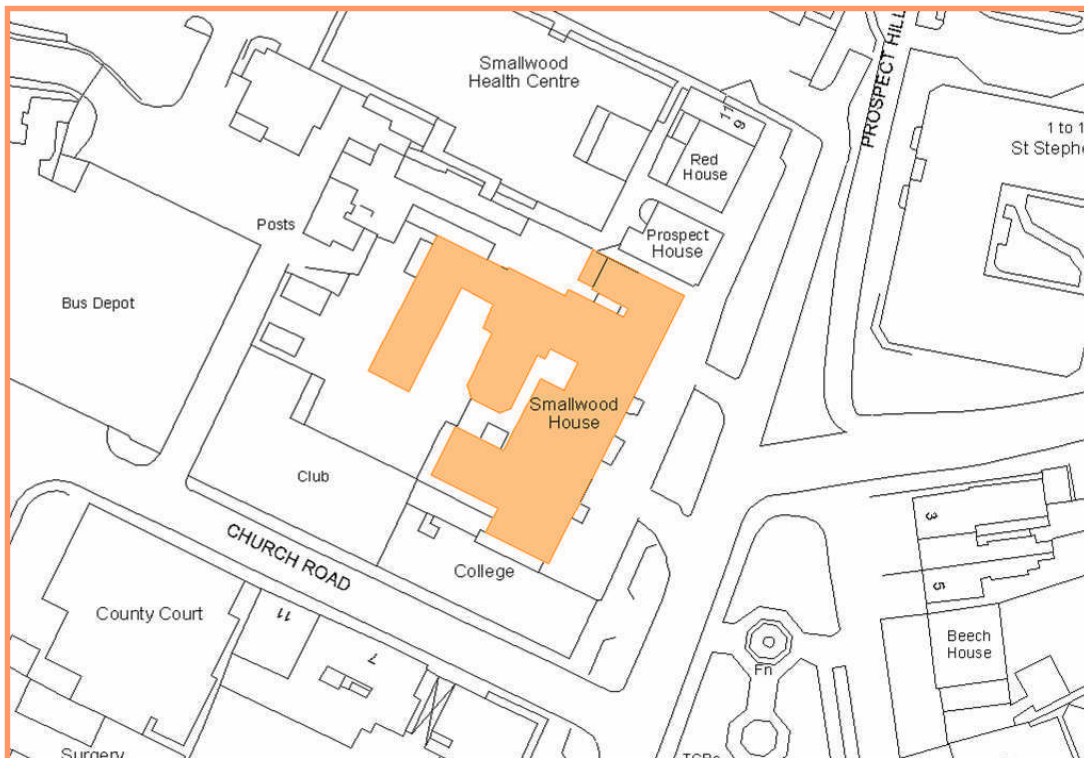 Smallwood
Health Centre
PROSPECT HILL
11
9
1 to 1
St Stephe
Red
House
Posts
Prospect
House
Bus Depot
Smallwood
House
Club
CHURCH ROAD
College
3
5
County Court
11
7
Beech
House
Fn
Surgery
TCBs